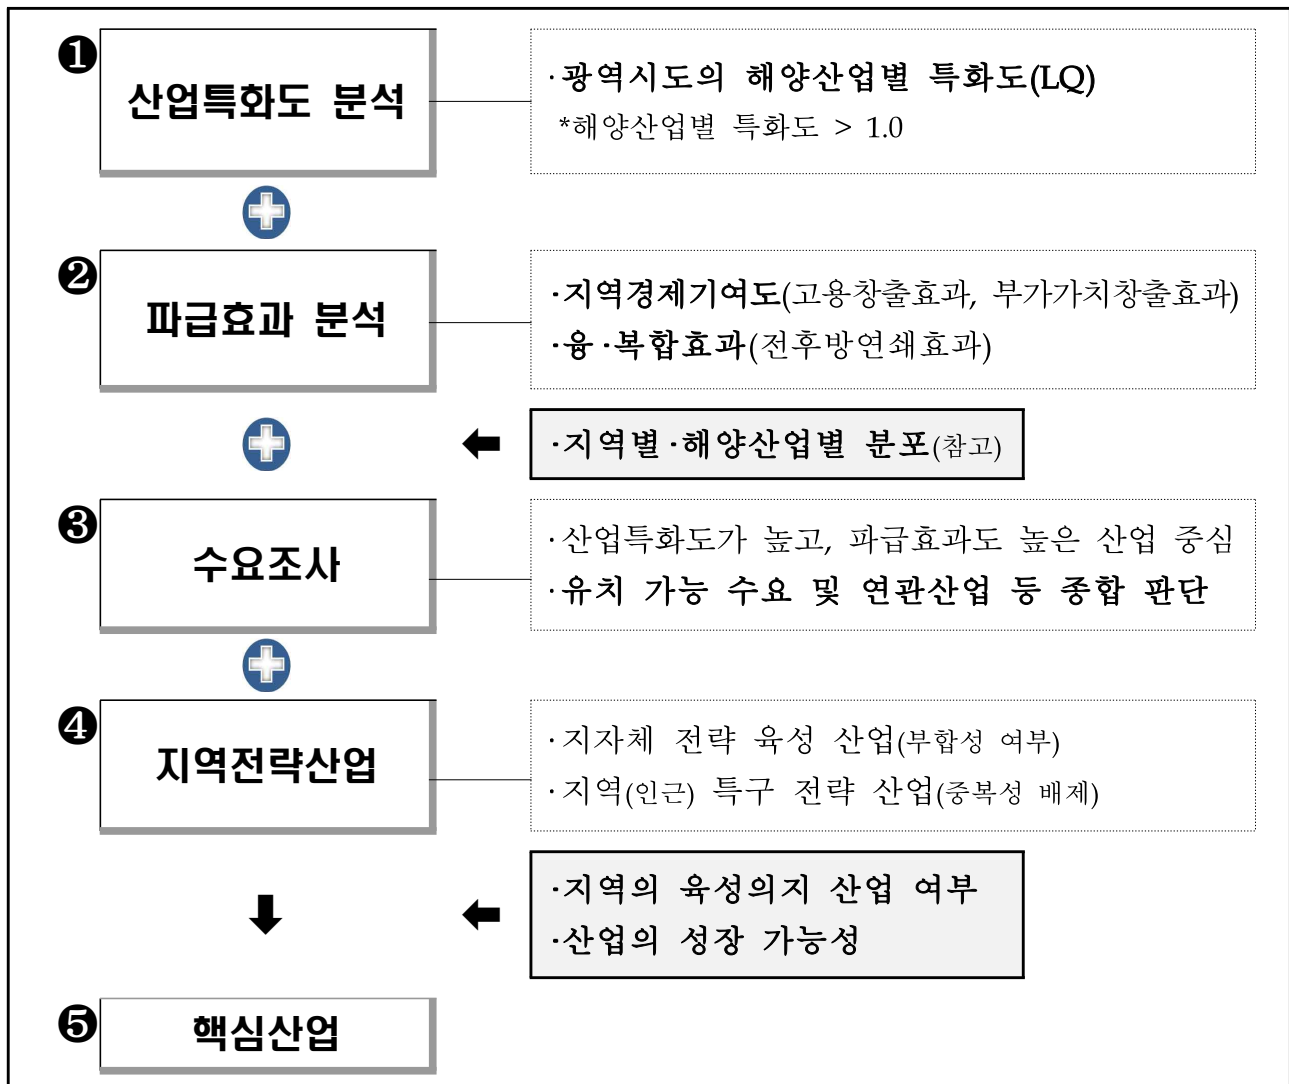 ❶
산업특화도 분석
·광역시도의 해양산업별 특화도(LQ)
*해양산업별 특화도 > 1.0
❷
파급효과 분석
·지역경제기여도(고용창출효과, 부가가치창출효과)
·융·복합효과(전후방연쇄효과)
·지역별·해양산업별 분포(참고)
❸
수요조사
·산업특화도가 높고, 파급효과도 높은 산업 중심
·유치 가능 수요 및 연관산업 등 종합 판단
❹
지역전략산업
·지자체 전략 육성 산업(부합성 여부)
·지역(인근) 특구 전략 산업(중복성 배제)
·지역의 육성의지 산업 여부
·산업의 성장 가능성
❺
핵심산업